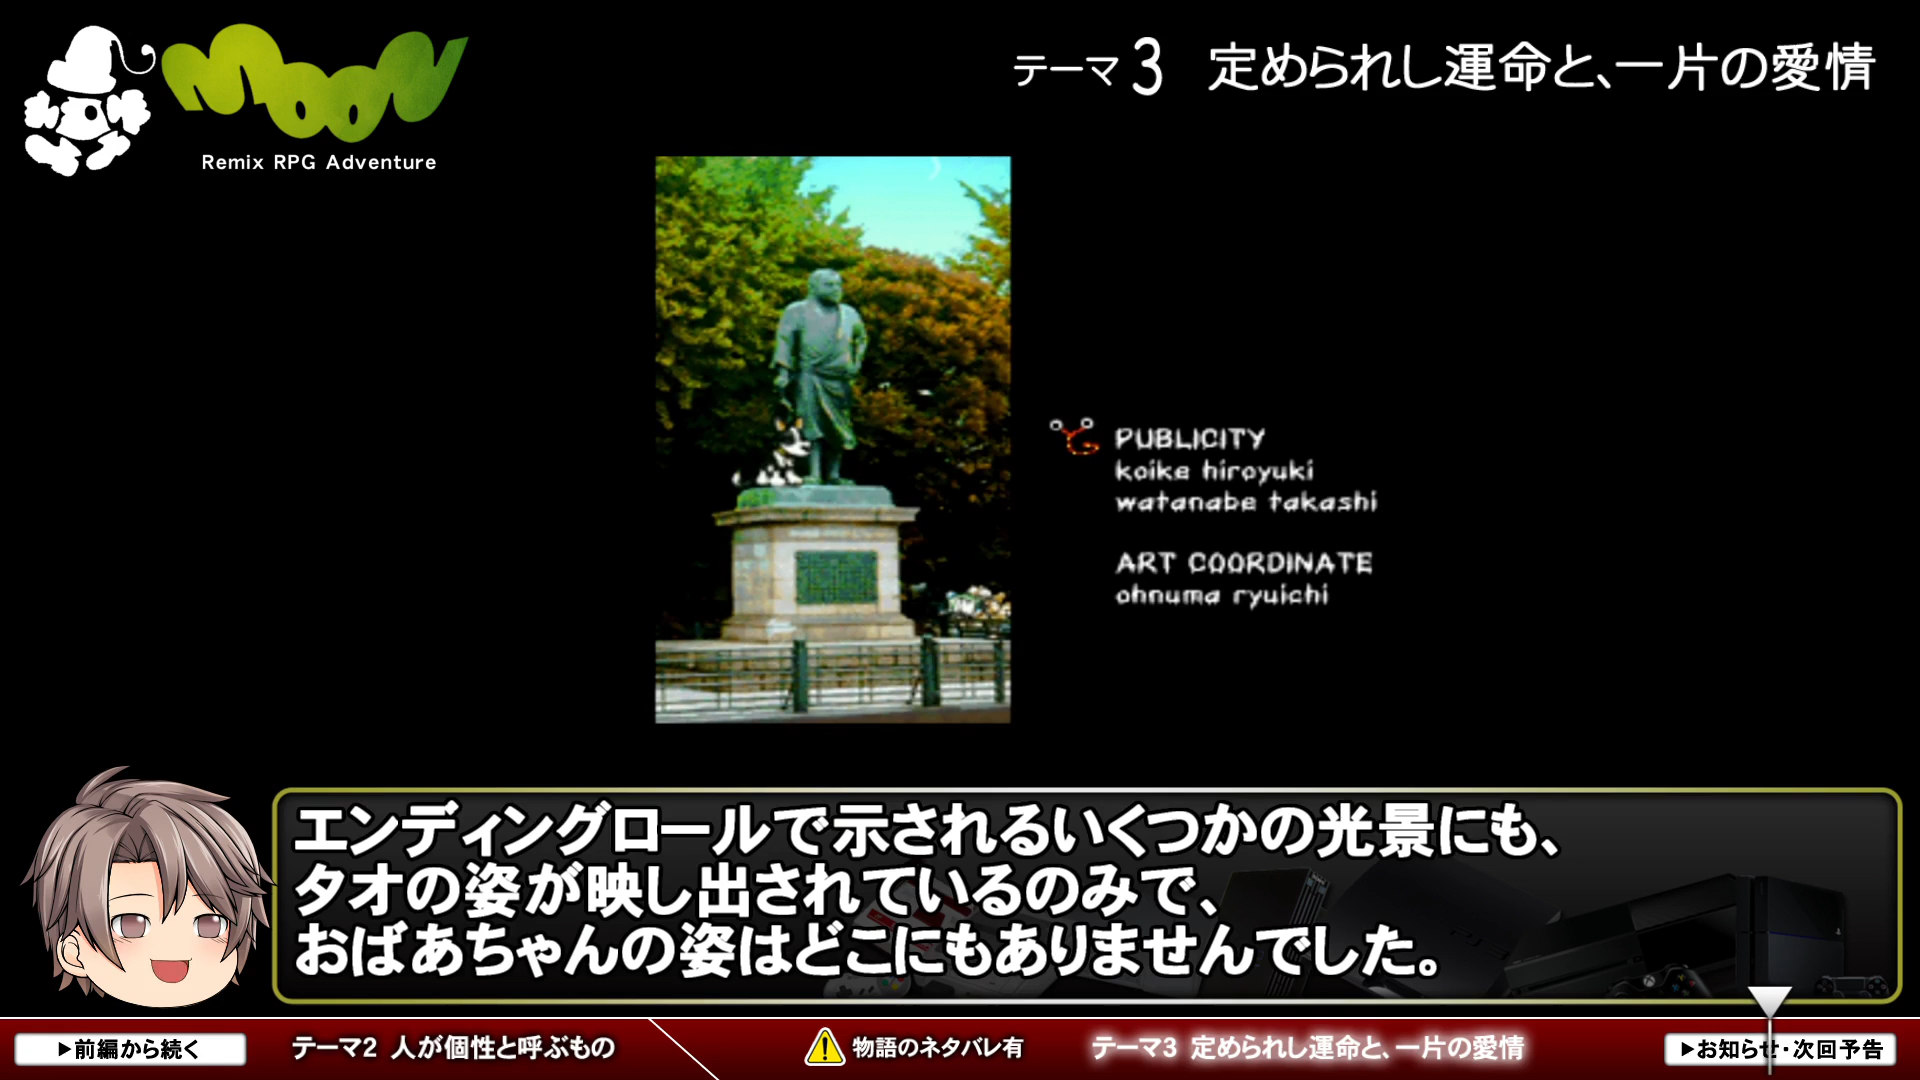 MOON
Remix RPG Adventure
テーマ3 定められし運命と、一片の愛情
PUBLICITY
koike hiroyuki
watanabe takashi
ART COORDINATE
ohnuma ryuichi
エンディングロールで示されるいくつかの光景にも、
タオの姿が映し出されているのみで、
おばあちゃんの姿はどこにもありませんでした。
▶前編から続く
テーマ2 人が個性と呼ぶもの
物語のネタバレ有
テーマ3 定められし運命と、一片の愛情
▶お知らせ・次回予告